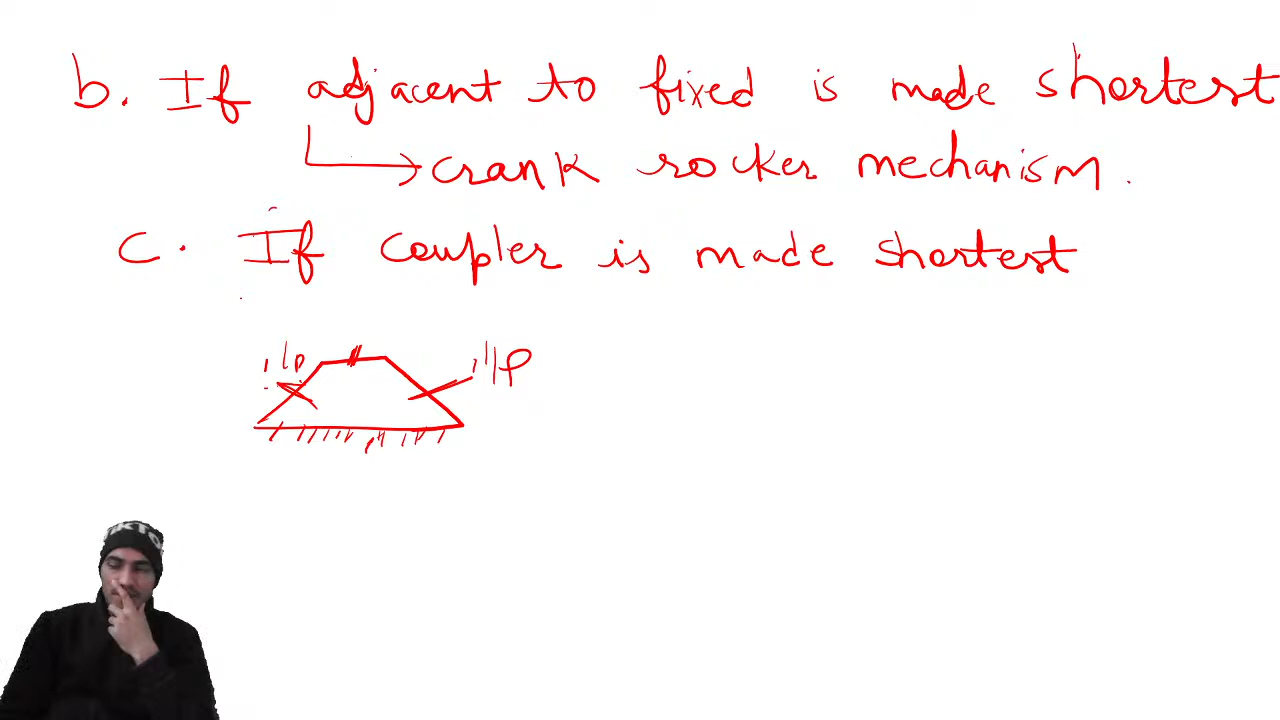 b. If adjacent to fixed is made shortest
crank rocker mechanism.
c. If coupler is made shortest
i/p